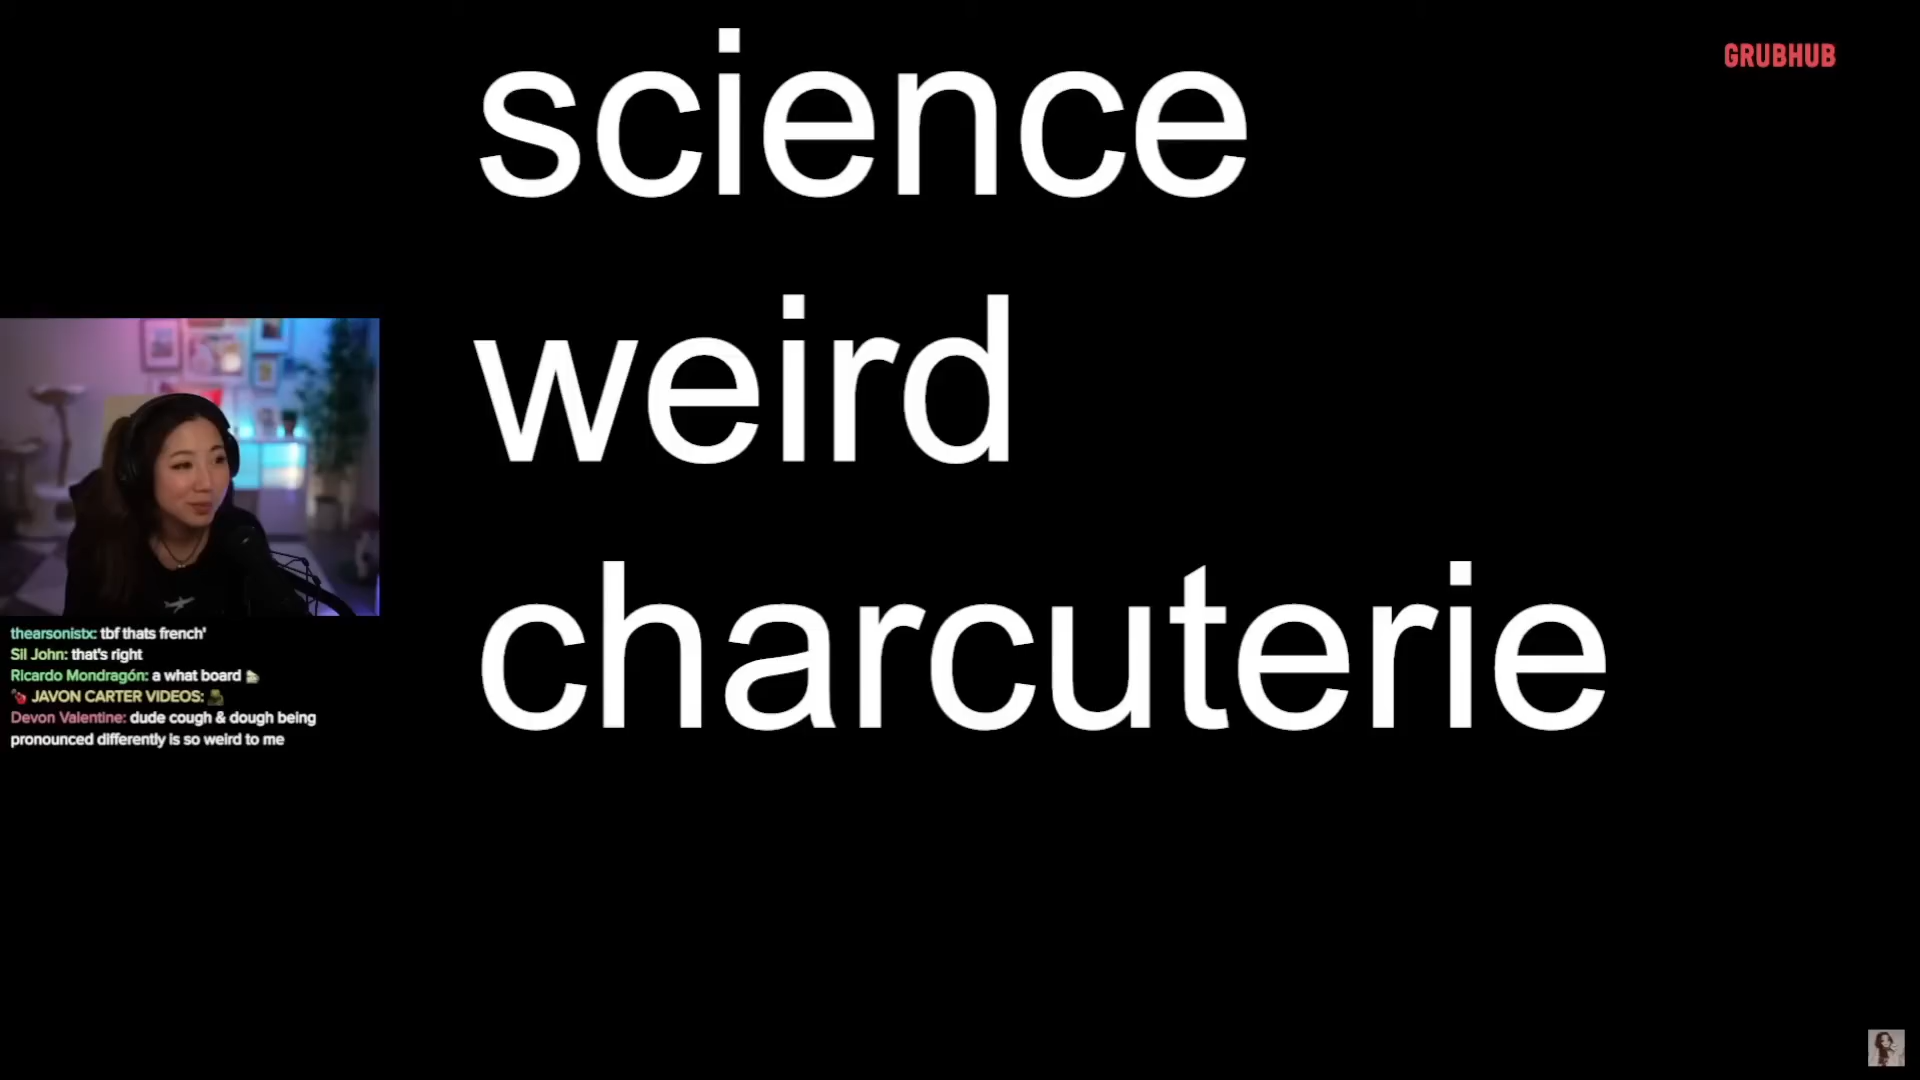 science
GRUBHUB
weird
charcuterie
thearsonistx: tbf thats french'
Sil John: that's right
Ricardo Mondragón: a what board
JAVON CARTER VIDEOS:
Devon Valentine: dude cough & dough being
pronounced differently is so weird to me